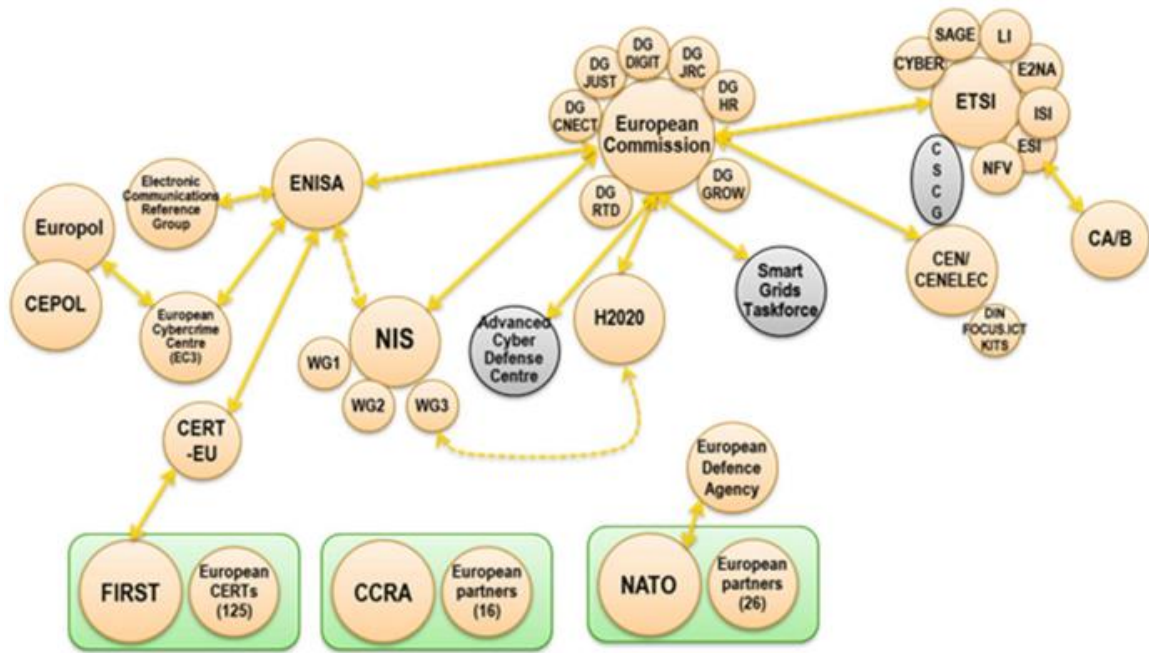 SAGE
LI
CYBER
E2NA
ETSI
ISI
ESI
NFV
C
S
C
G
DG
DIGIT
DG
JUST
DG
JRC
DG
HR
DG
CNECT
European
Commission
DG
RTD
DG
GROW
ENISA
Electronic
Communications
Reference
Group
Europol
CEPOL
European
Cybercrime
Centre
(EC3)
NIS
WG1
WG2
WG3
Advanced
Cyber
Defense
Centre
H2020
Smart
Grids
Taskforce
CEN/
CENELEC
DIN
FOCUS.ICT
KITS
CA/B
CERT
-EU
European
Defence
Agency
FIRST
European
CERTs
(125)
CCRA
European
partners
(16)
NATO
European
partners
(26)